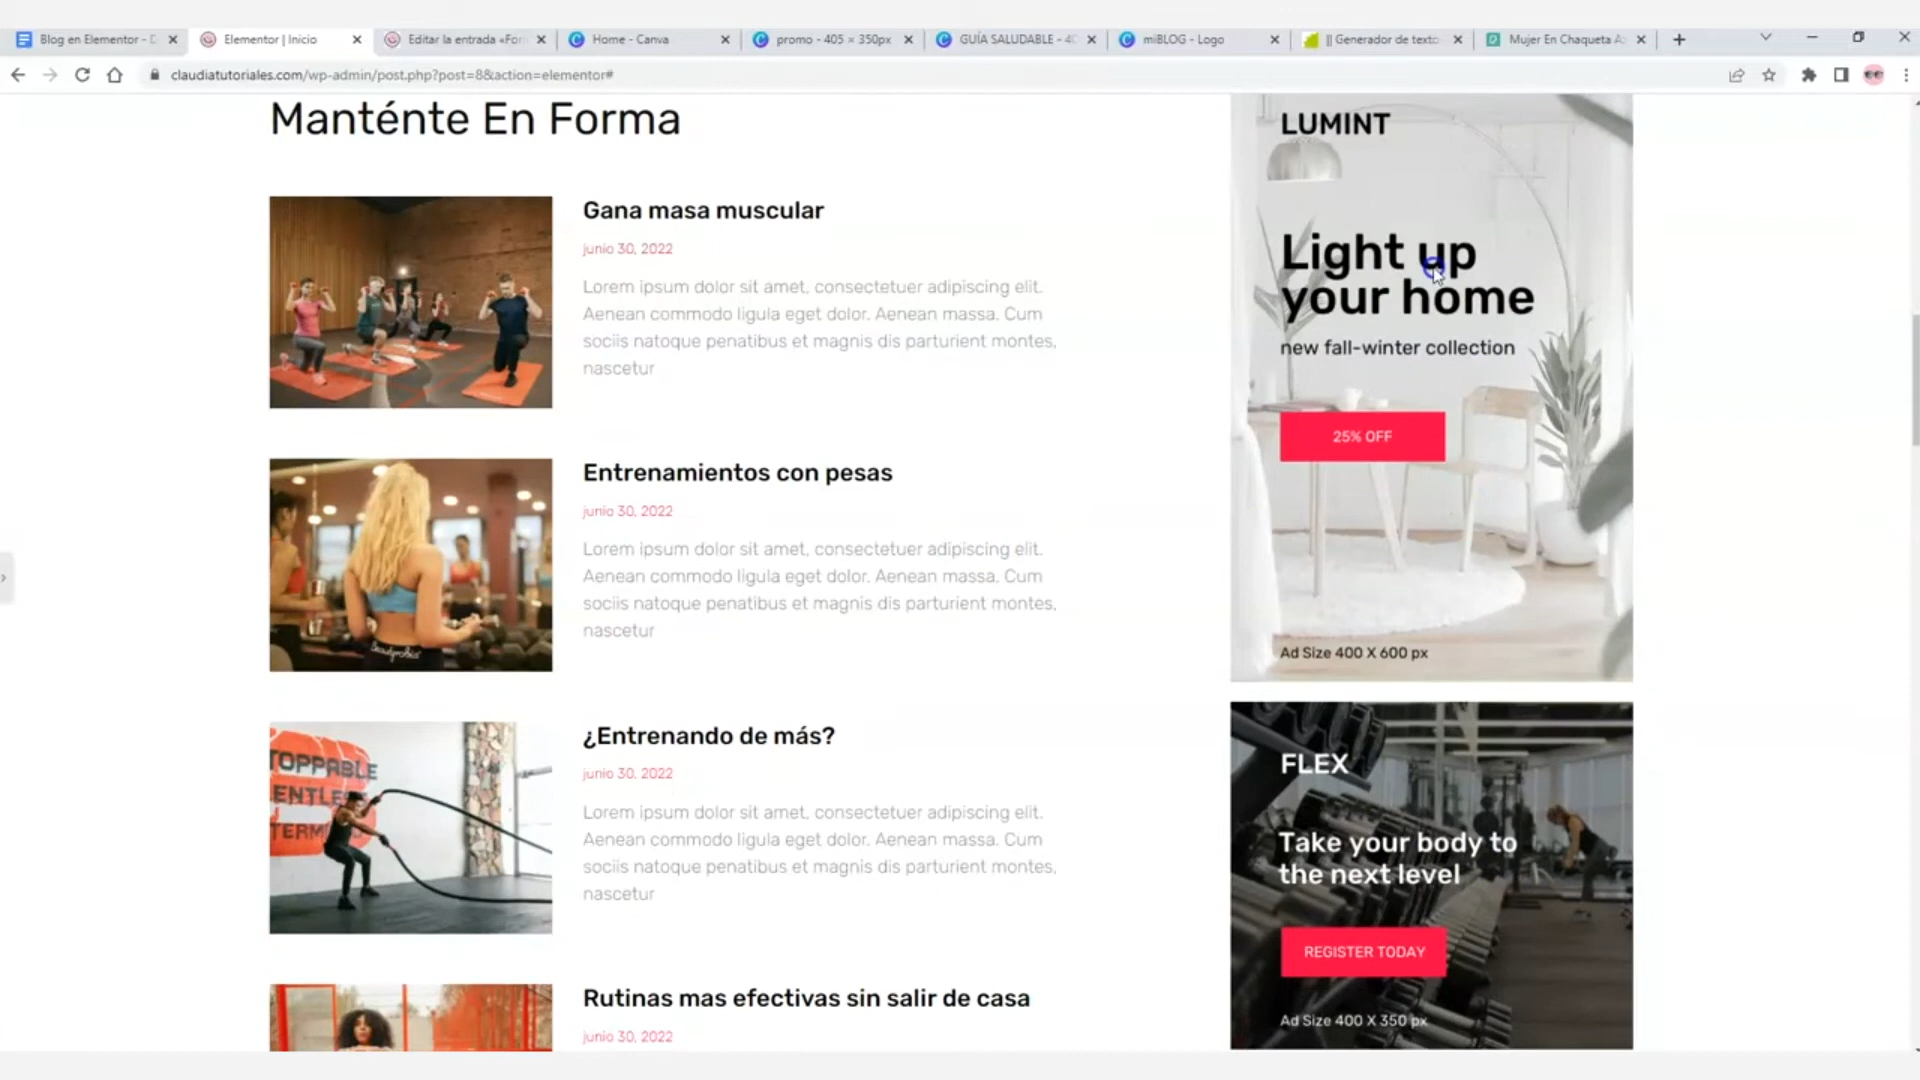 Blog en Elementor - D
Elementor | Inicio
Editar la entrada «For
Home - Canva
promo - 405 × 350px
GUÍA SALUDABLE - 40
miBLOG - Logo
|| Generador de texto
Mujer En Chaqueta A
claudiatutoriales.com/wp-admin/post.php?post=8&action=elementor#
Manténte En Forma
Gana masa muscular
junio 30, 2022
Lorem ipsum dolor sit amet, consectetuer adipiscing elit.
Aenean commodo ligula eget dolor. Aenean massa. Cum
sociis natoque penatibus et magnis dis parturient montes,
nascetur
Entrenamientos con pesas
junio 30, 2022
Lorem ipsum dolor sit amet, consectetuer adipiscing elit.
Aenean commodo ligula eget dolor. Aenean massa. Cum
sociis natoque penatibus et magnis dis parturient montes,
nascetur
TOPPABLE
ENTLES
TERM
¿Entrenando de más?
junio 30, 2022
Lorem ipsum dolor sit amet, consectetuer adipiscing elit.
Aenean commodo ligula eget dolor. Aenean massa. Cum
sociis natoque penatibus et magnis dis parturient montes,
nascetur
Rutinas mas efectivas sin salir de casa
junio 30, 2022
LUMINT
Light up
your home
new fall-winter collection
25% OFF
Ad Size 400 X 600 px
FLEX
Take your body to
the next level
REGISTER TODAY
Ad Size 400 X 350 px